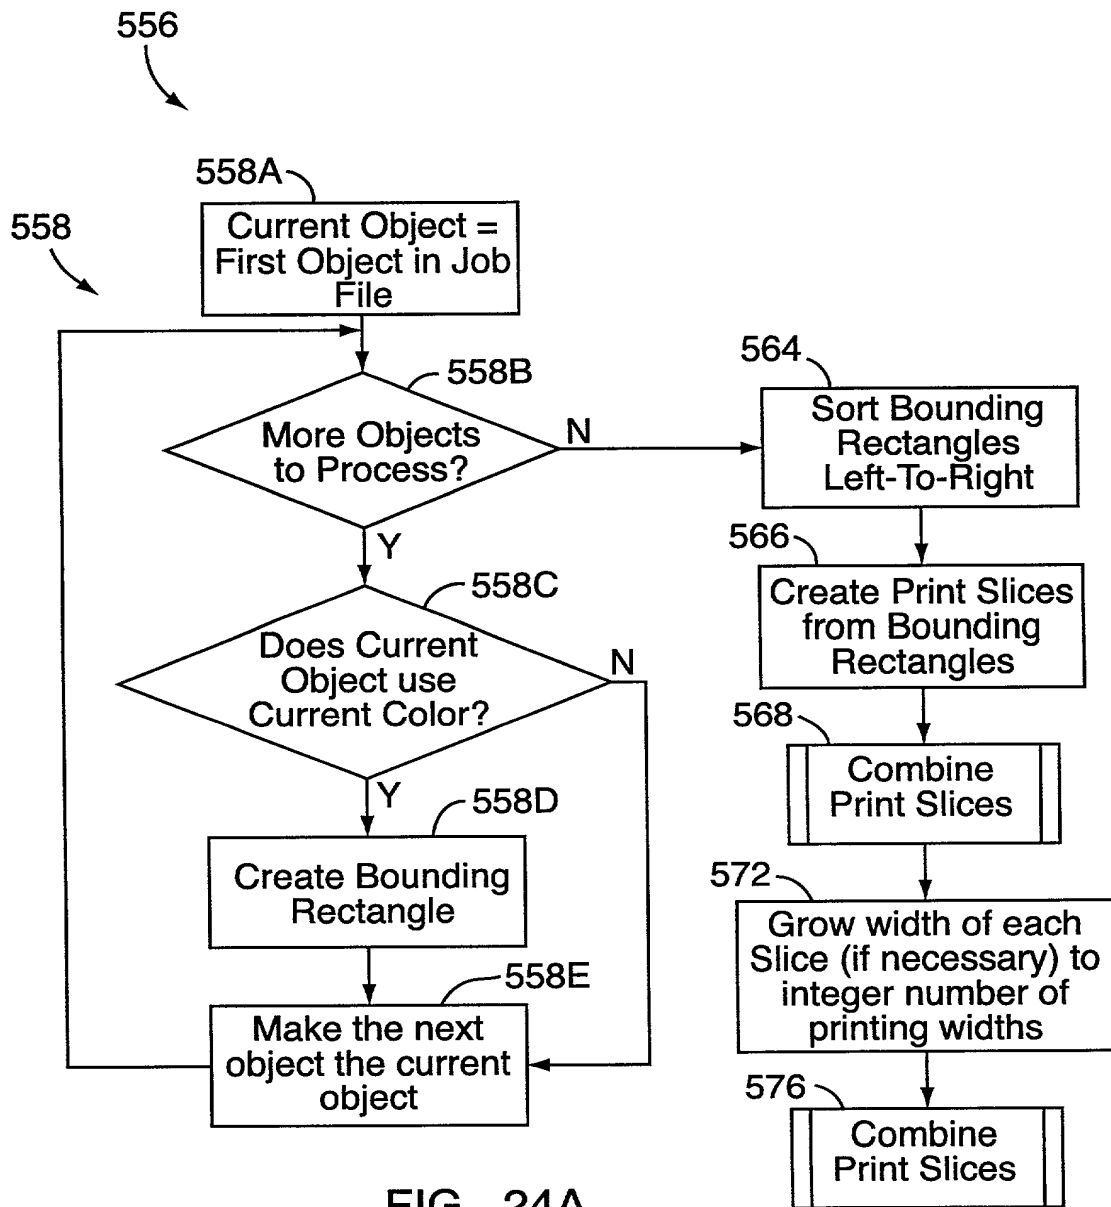 556
558A
558
Current Object =
First Object in Job
File
558B
More Objects
to Process?
N
Y
558C
Does Current
Object use
Current Color?
N
Y
558D
Create Bounding
Rectangle
558E
Make the next
object the current
object
564
Sort Bounding
Rectangles
Left-To-Right
566
Create Print Slices
from Bounding
Rectangles
568
Combine
Print Slices
572
Grow width of each
Slice (if necessary) to
integer number of
printing widths
576
Combine
Print Slices
FIG._24A